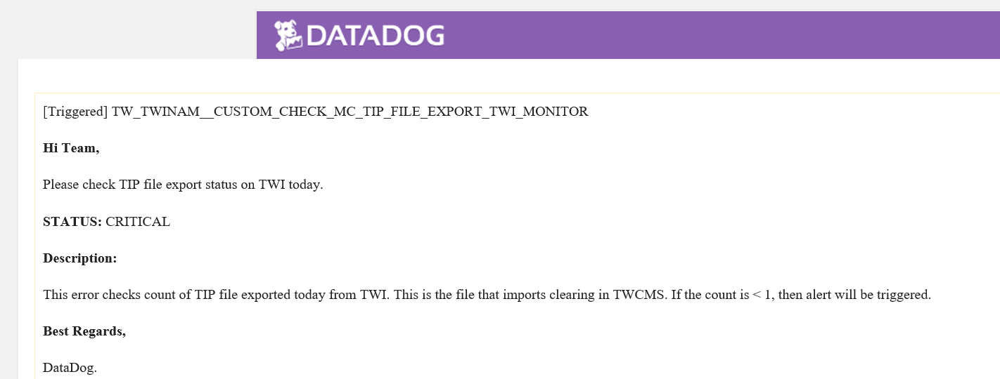 DATADOG
[Triggered] TW_TWINAM__CUSTOM_CHECK_MC_TIP_FILE_EXPORT_TWI_MONITOR
Hi Team,
Please check TIP file export status on TWI today.
STATUS: CRITICAL
Description:
This error checks count of TIP file exported today from TWI. This is the file that imports clearing in TWCMS. If the count is < 1, then alert will be triggered.
Best Regards,
DataDog.